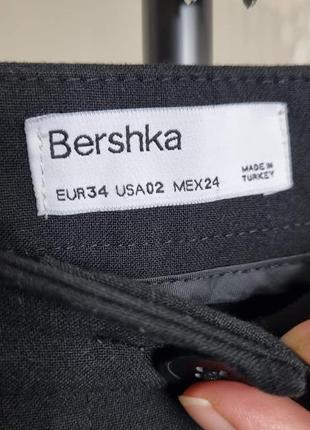 Bershka
EUR34 USA02 MEX24
MADE IN
TURKEY